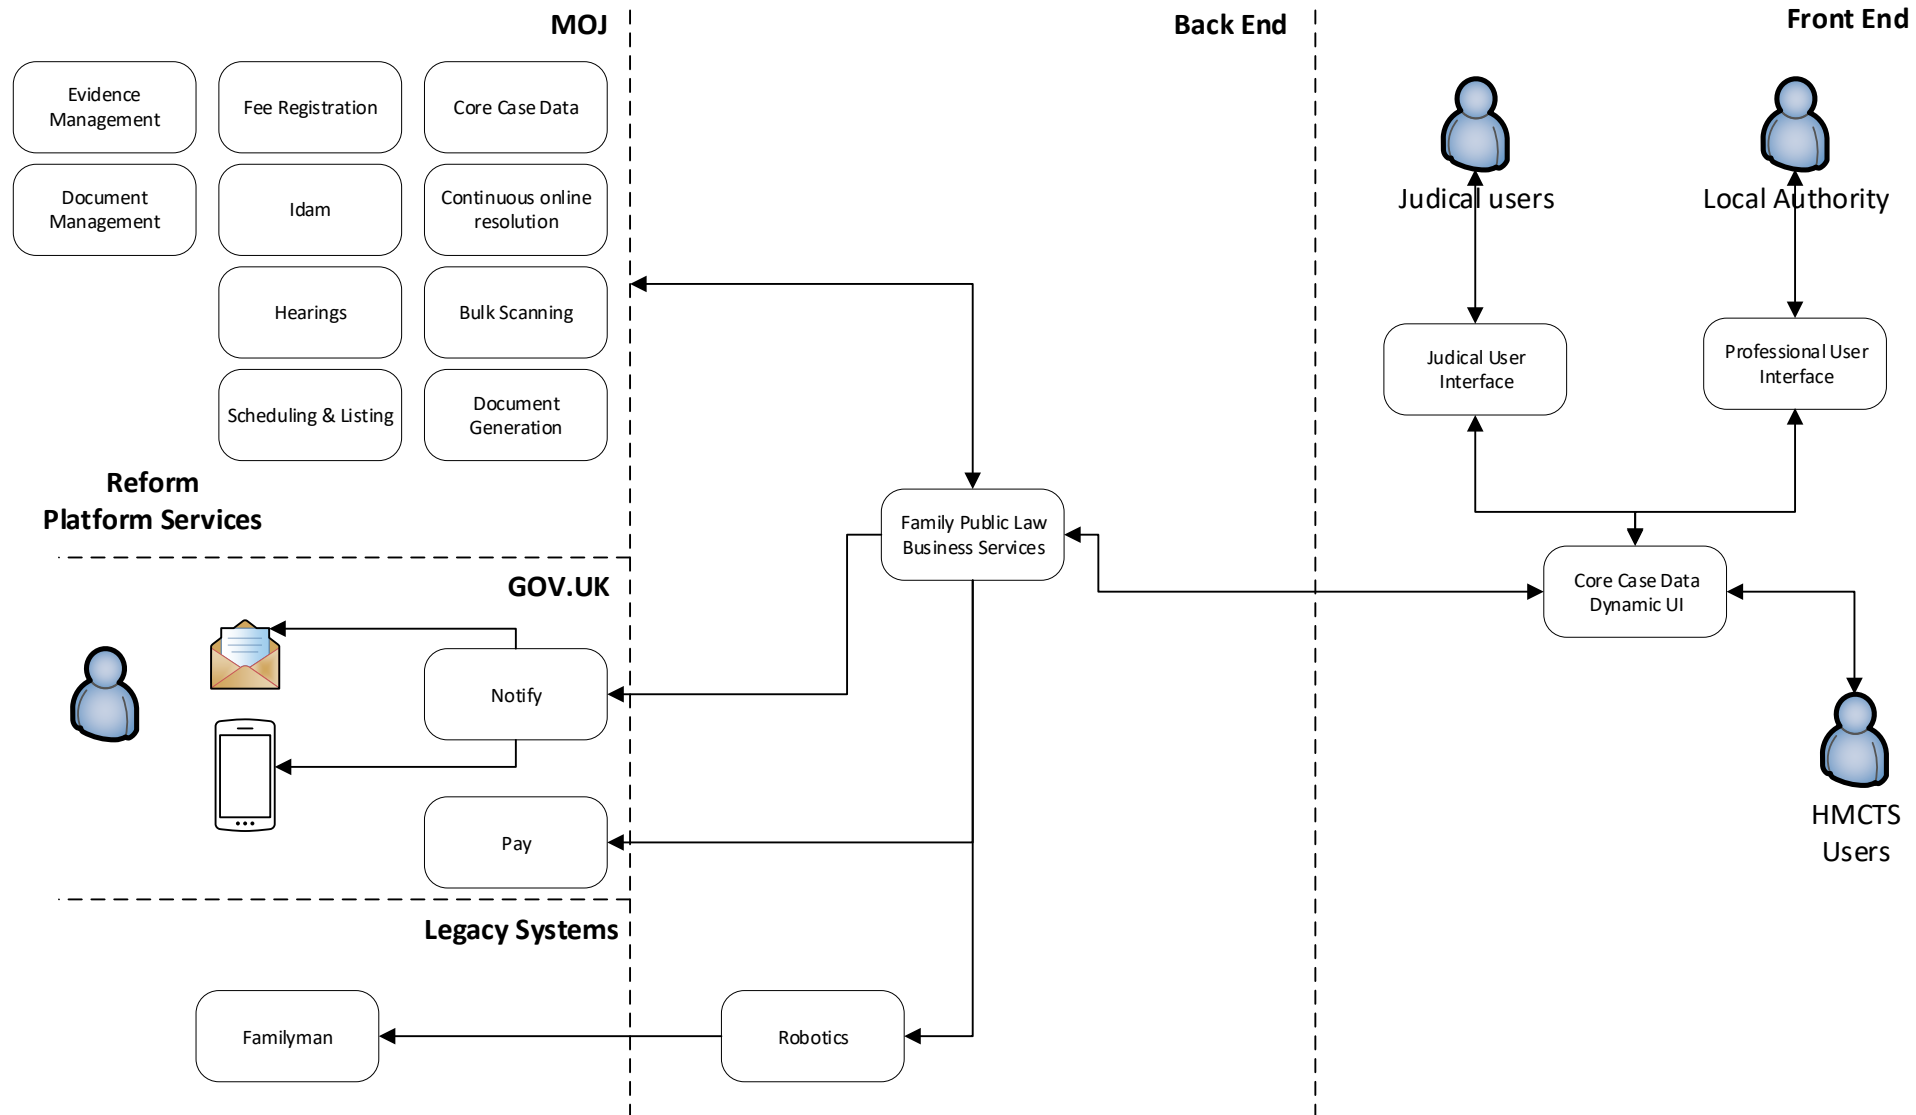 MOJ
Back End
Front End
Evidence
Management
Fee Registration
Core Case Data
Document
Management
Idam
Continuous online
resolution
Judical users
Local Authority
Hearings
Bulk Scanning
Judical User
Interface
Professional User
Interface
Scheduling & Listing
Document
Generation
Reform
Platform Services
Family Public Law
Business Services
Core Case Data
Dynamic UI
GOV.UK
Notify
Pay
HMCTS
Users
Legacy Systems
Familyman
Robotics